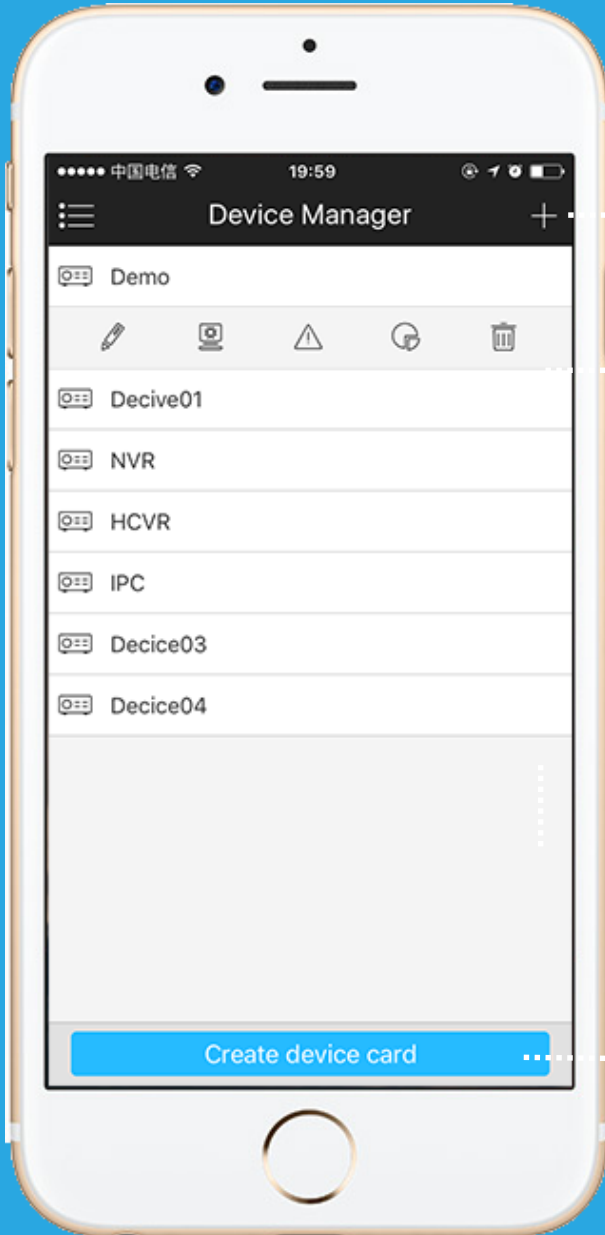 中国电信 19:59
Device Manager
Demo
Decive01
NVR
HCVR
IPC
Decice03
Decice04
Create device card